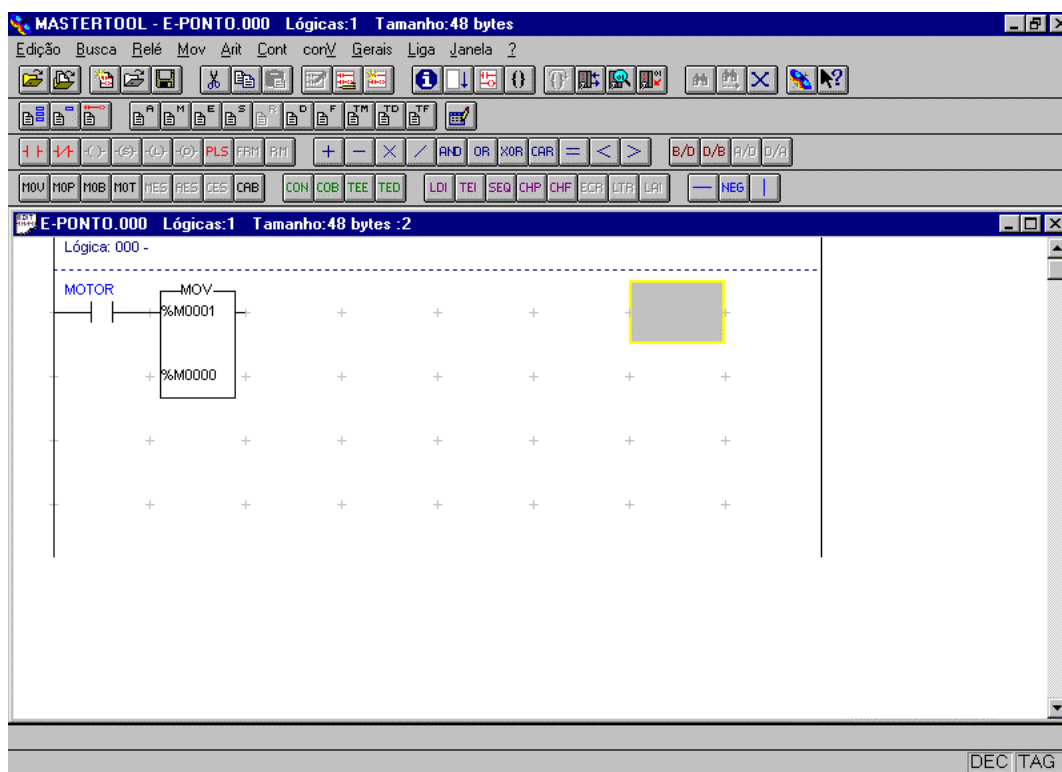 MASTERTOOL - E-PONTO.000 Lógicas:1 Tamanho:48 bytes
Edição Busca Relé Mov Arit Cont conV Gerais Liga Janela ?
A M E S R D F TM TD TF
-(S)- -(L)- -(D)- PLS FRM RM + - × / AND OR XOR CAR = < > B/D D/B A/D D/A
MOV MOP MOB MOT MES AES CES CAB CON COB TEE TED LDI TEI SEQ CHP CHF ECR LTR LAI NEG
E-PONTO.000 Lógicas:1 Tamanho:48 bytes :2
Lógica: 000 -
MOTOR MOV
%M0001
%M0000
DEC TAG